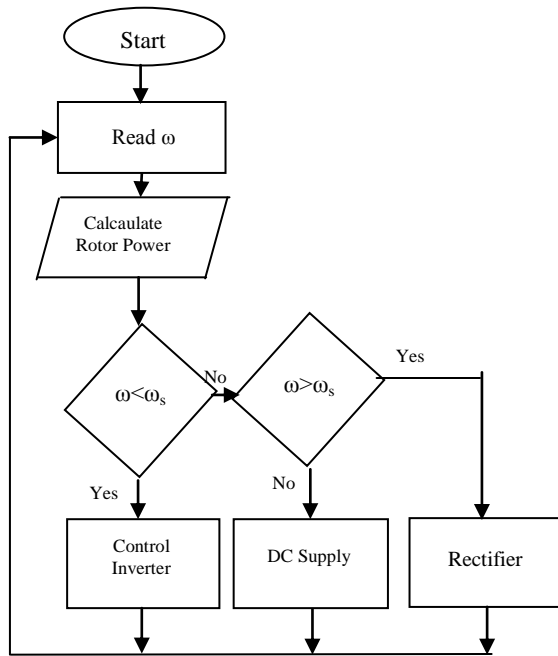 Start
Read ω
Calcaulate
Rotor Power
ω<ωs
No
ω>ωs
Yes
Yes
No
Control
Inverter
DC Supply
Rectifier